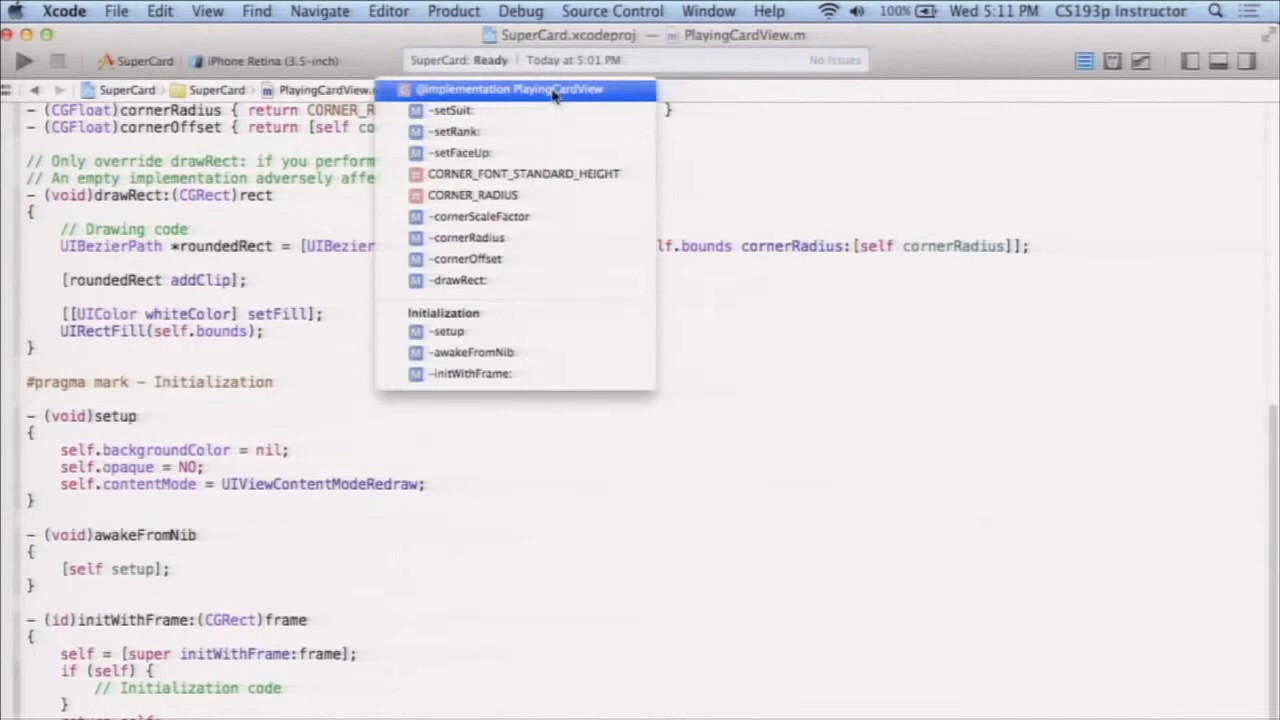 Xcode File Edit View Find Navigate Editor Product Debug Source Control Window Help 100% Wed 5:11 PM CS193p Instructor
SuperCard.xcodeproj — PlayingCardView.m
SuperCard iPhone Retina (3.5-inch) SuperCard: Ready Today at 5:01 PM No Issues
SuperCard SuperCard PlayingCardView. @implementation PlayingCardView
- (CGFloat)cornerRadius { return CORNER_R }
- (CGFloat)cornerOffset { return [self co
// Only override drawRect: if you perform
// An empty implementation adversely affe
- (void)drawRect:(CGRect)rect
{
// Drawing code
UIBezierPath *roundedRect = [UIBezier lf.bounds cornerRadius:[self cornerRadius]];
[roundedRect addClip];
[[UIColor whiteColor] setFill];
UIRectFill(self.bounds);
}
#pragma mark - Initialization
- (void)setup
{
self.backgroundColor = nil;
self.opaque = NO;
self.contentMode = UIViewContentModeRedraw;
}
- (void)awakeFromNib
{
[self setup];
}
- (id)initWithFrame:(CGRect)frame
{
self = [super initWithFrame:frame];
if (self) {
// Initialization code
}
M -setSuit:
M -setRank:
M -setFaceUp:
# CORNER_FONT_STANDARD_HEIGHT
# CORNER_RADIUS
M -cornerScaleFactor
M -cornerRadius
M -cornerOffset
M -drawRect:
Initialization
M -setup
M -awakeFromNib
M -initWithFrame: